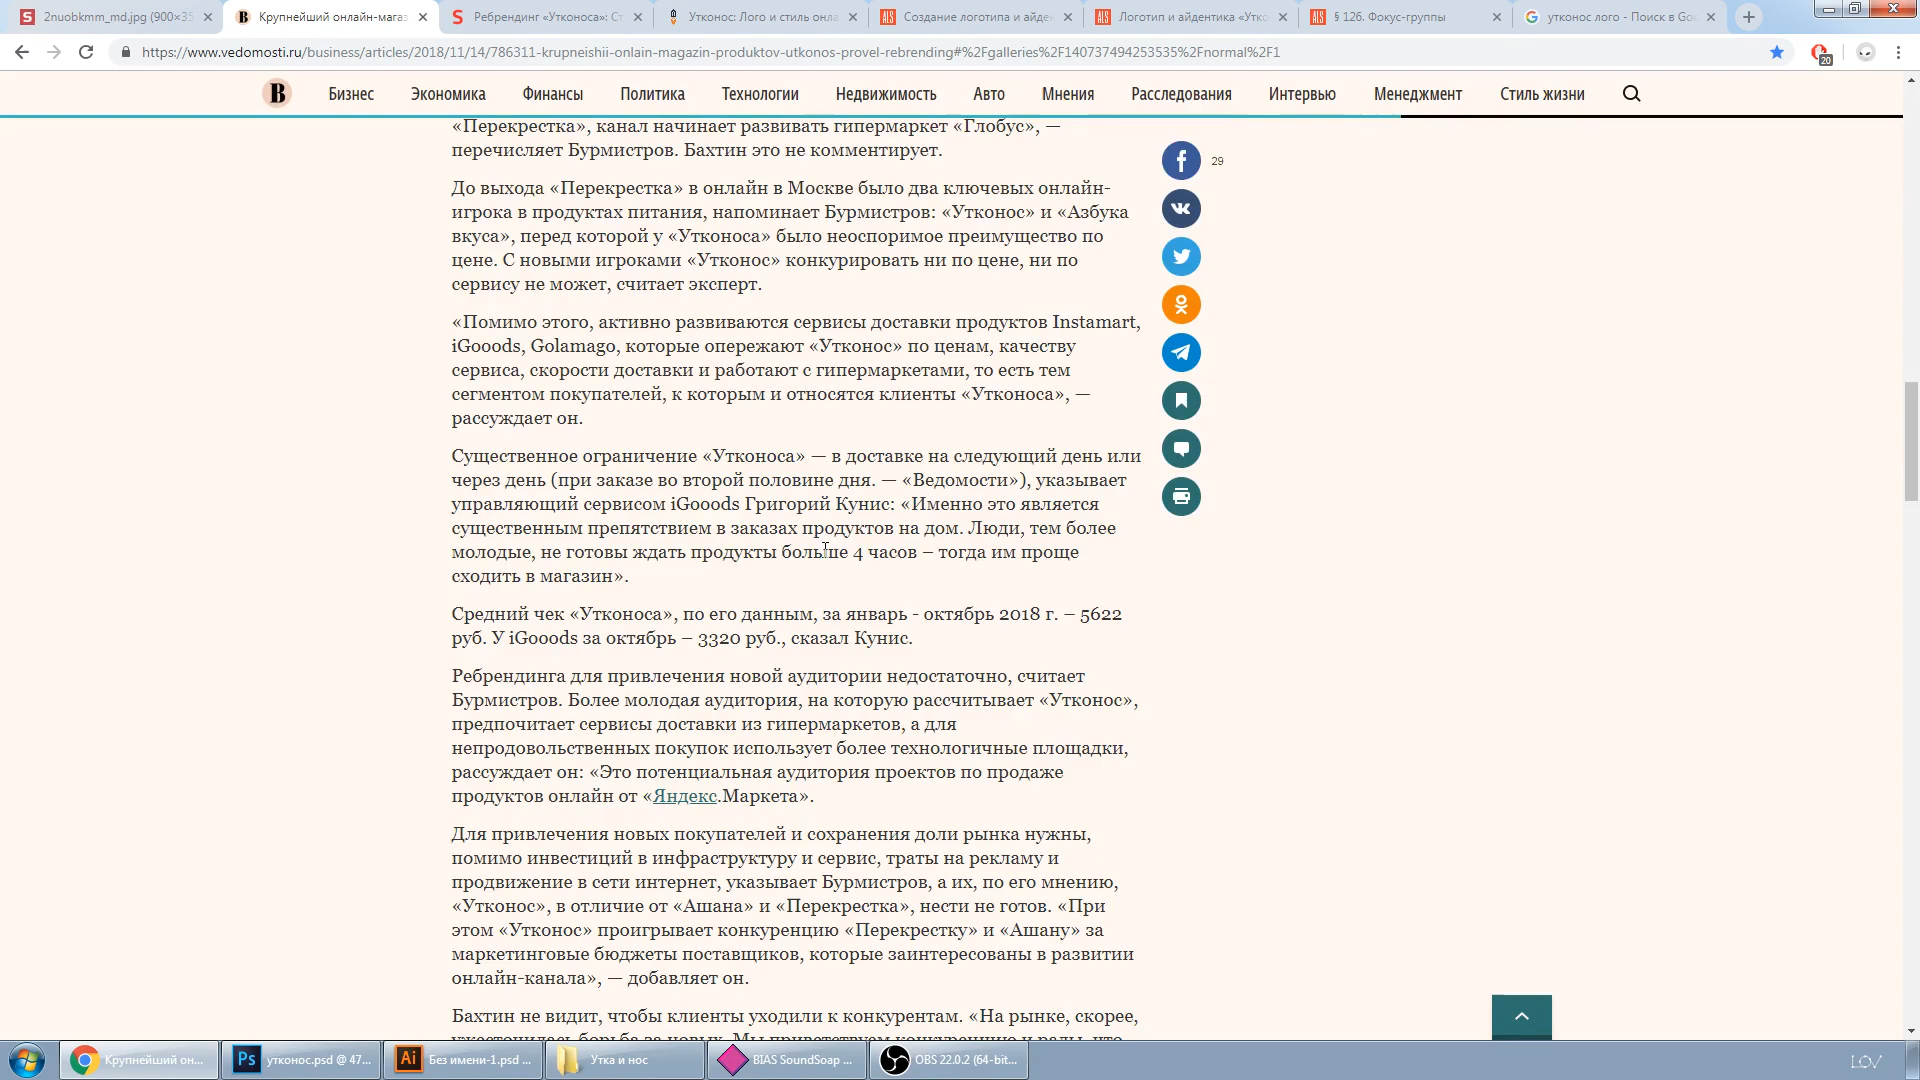 2nuobkmm_md.jpg (900×35
Крупнейший онлайн-мага
Ребрендинг «Утконоса»: С
Утконос: Лого и стиль онла
Создание логотипа и айде
Логотип и айдентика «Утко
§ 126. Фокус-группы
утконос лого - Поиск в Goo
https://www.vedomosti.ru/business/articles/2018/11/14/786311-krupneishii-onlain-magazin-produktov-utkonos-provel-rebrending#%2Fgalleries%2F140737494253535%2Fnormal%2F1
20
В Бизнес Экономика Финансы Политика Технологии Недвижимость Авто Мнения Расследования Интервью Менеджмент Стиль жизни
«Перекрестка», канал начинает развивать гипермаркет «Глобус», —
перечисляет Бурмистров. Бахтин это не комментирует.
29
До выхода «Перекрестка» в онлайн в Москве было два ключевых онлайн-
игрока в продуктах питания, напоминает Бурмистров: «Утконос» и «Азбука
вкуса», перед которой у «Утконоса» было неоспоримое преимущество по
цене. С новыми игроками «Утконос» конкурировать ни по цене, ни по
сервису не может, считает эксперт.
«Помимо этого, активно развиваются сервисы доставки продуктов Instamart,
iGooods, Golamago, которые опережают «Утконос» по ценам, качеству
сервиса, скорости доставки и работают с гипермаркетами, то есть тем
сегментом покупателей, к которым и относятся клиенты «Утконоса», —
рассуждает он.
Существенное ограничение «Утконоса» — в доставке на следующий день или
через день (при заказе во второй половине дня. — «Ведомости»), указывает
управляющий сервисом iGooods Григорий Кунис: «Именно это является
существенным препятствием в заказах продуктов на дом. Люди, тем более
молодые, не готовы ждать продукты больше 4 часов – тогда им проще
сходить в магазин».
Средний чек «Утконоса», по его данным, за январь - октябрь 2018 г. – 5622
руб. У iGooods за октябрь – 3320 руб., сказал Кунис.
Ребрендинга для привлечения новой аудитории недостаточно, считает
Бурмистров. Более молодая аудитория, на которую рассчитывает «Утконос»,
предпочитает сервисы доставки из гипермаркетов, а для
непродовольственных покупок использует более технологичные площадки,
рассуждает он: «Это потенциальная аудитория проектов по продаже
продуктов онлайн от «Яндекс.Маркета».
Для привлечения новых покупателей и сохранения доли рынка нужны,
помимо инвестиций в инфраструктуру и сервис, траты на рекламу и
продвижение в сети интернет, указывает Бурмистров, а их, по его мнению,
«Утконос», в отличие от «Ашана» и «Перекрестка», нести не готов. «При
этом «Утконос» проигрывает конкуренцию «Перекрестку» и «Ашану» за
маркетинговые бюджеты поставщиков, которые заинтересованы в развитии
онлайн-канала», — добавляет он.
Бахтин не видит, чтобы клиенты уходили к конкурентам. «На рынке, скорее,
ужесточилась борьба за новых. Мы приветствуем конкуренцию и рады, что
Крупнейший он...
Ps утконос.psd @ 47...
Ai Без имени-1.psd ...
Утка и нос
BIAS SoundSoap ...
OBS 22.0.2 (64-bit...